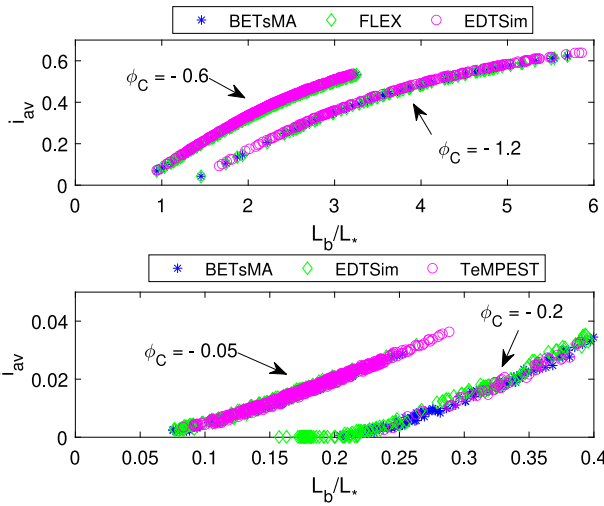 BETsMA FLEX EDTSim
0.6
0.4
0.2
0
i_av
ϕ_C = - 0.6
ϕ_C = - 1.2
1 2 3 4 5 6
L_b/L_*
BETsMA EDTSim TeMPEST
0.04
0.02
0
i_av
ϕ_C = - 0.05
ϕ_C = - 0.2
0 0.05 0.1 0.15 0.2 0.25 0.3 0.35 0.4
L_b/L_*